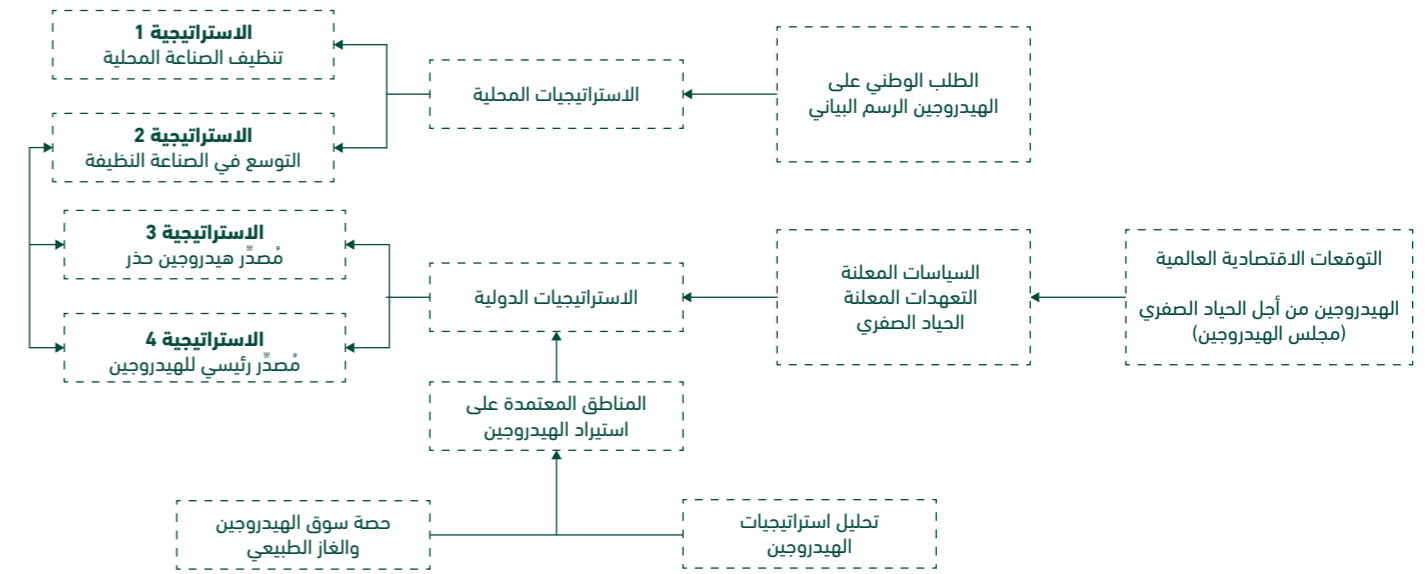 التوقعات الاقتصادية العالمية
الهيدروجين من أجل الحياد الصفري
(مجلس الهيدروجين)
الطلب الوطني على
الهيدروجين الرسم البياني
السياسات المعلنة
التعهدات المعلنة
الحياد الصفري
الاستراتيجيات المحلية
الاستراتيجيات الدولية
المناطق المعتمدة على
استيراد الهيدروجين
تحليل استراتيجيات
الهيدروجين
حصة سوق الهيدروجين
والغاز الطبيعي
الاستراتيجية 1
تنظيف الصناعة المحلية
الاستراتيجية 2
التوسع في الصناعة النظيفة
الاستراتيجية 3
مُصدِّر هيدروجين حذر
الاستراتيجية 4
مُصدِّر رئيسي للهيدروجين